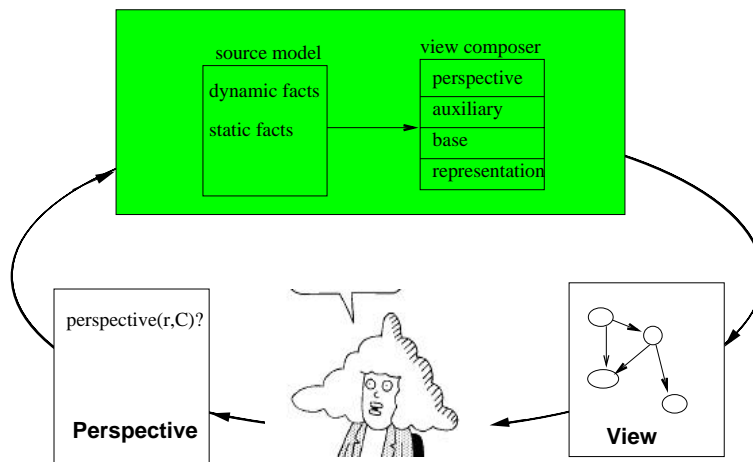 source model
dynamic facts
static facts
view composer
perspective
auxiliary
base
representation
perspective(r,C)?
Perspective
View